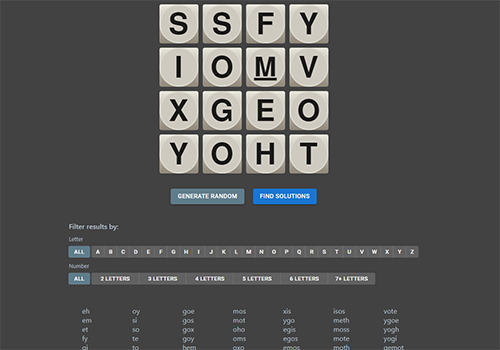 S S F Y
I O M V
X G E O
Y O H T
GENERATE RANDOM FIND SOLUTIONS
Filter results by:
Letter
ALL A B C D E F G H I J K L M N O P Q R S T U V W X Y Z
Number
ALL 2 LETTERS 3 LETTERS 4 LETTERS 5 LETTERS 6 LETTERS 7+ LETTERS
eh oy goe mos xis isos vote
em si gos mot ygo meth ygoe
et so gox oho egis moss yogh
fy te goy oms egos mote yogi
gi to hem oxo emos moth gemot